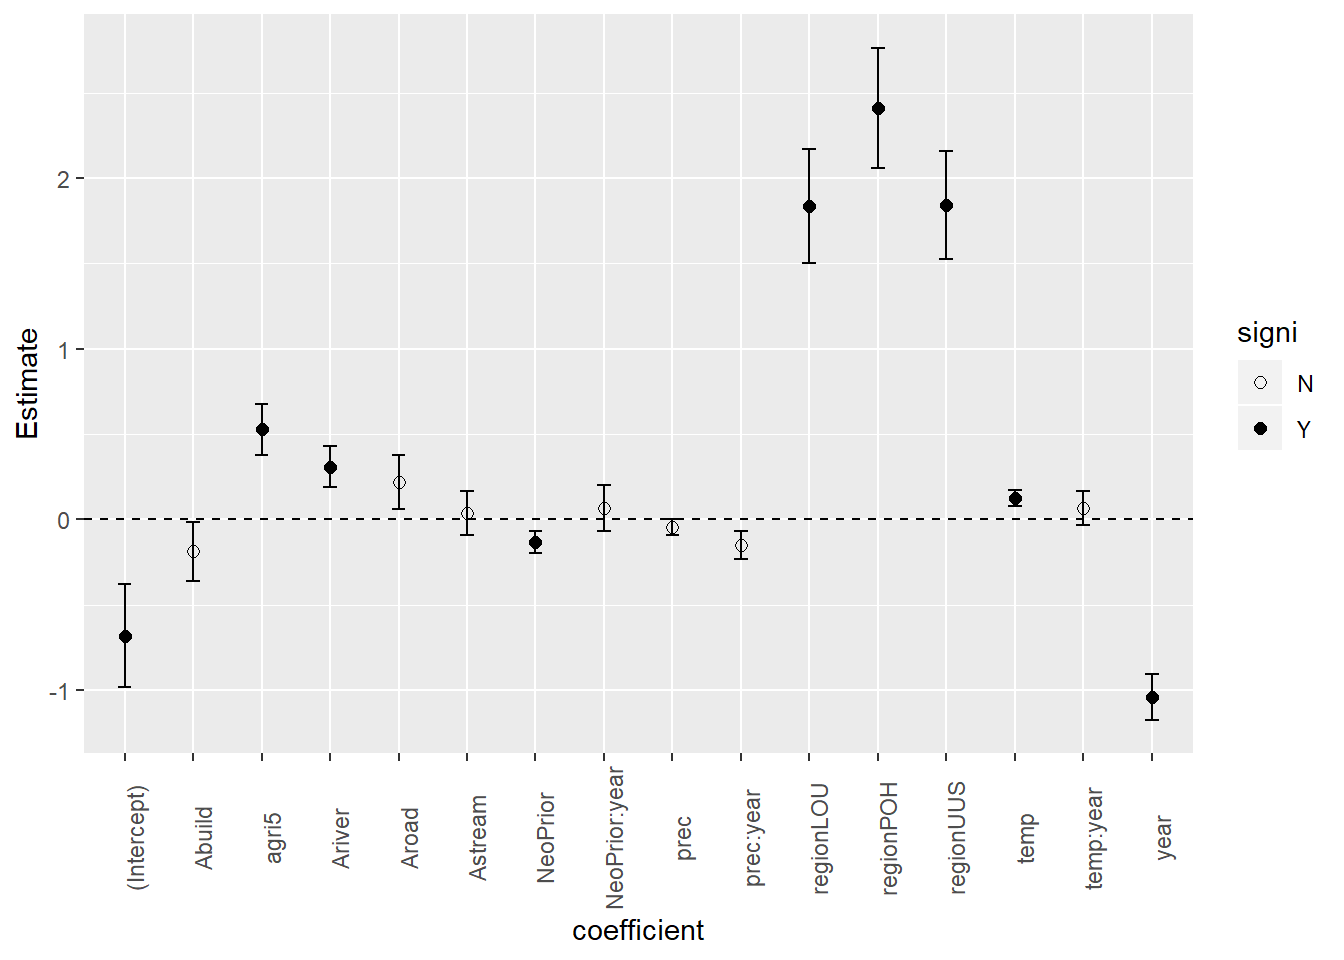 2
1
0
-1
Estimate
(Intercept)
Abuild
agri5
Ariver
Aroad
Astream
NeoPrior
NeoPrior:year
prec
prec:year
regionLOU
regionPOH
regionUUS
temp
temp:year
year
coefficient
signi
N
Y